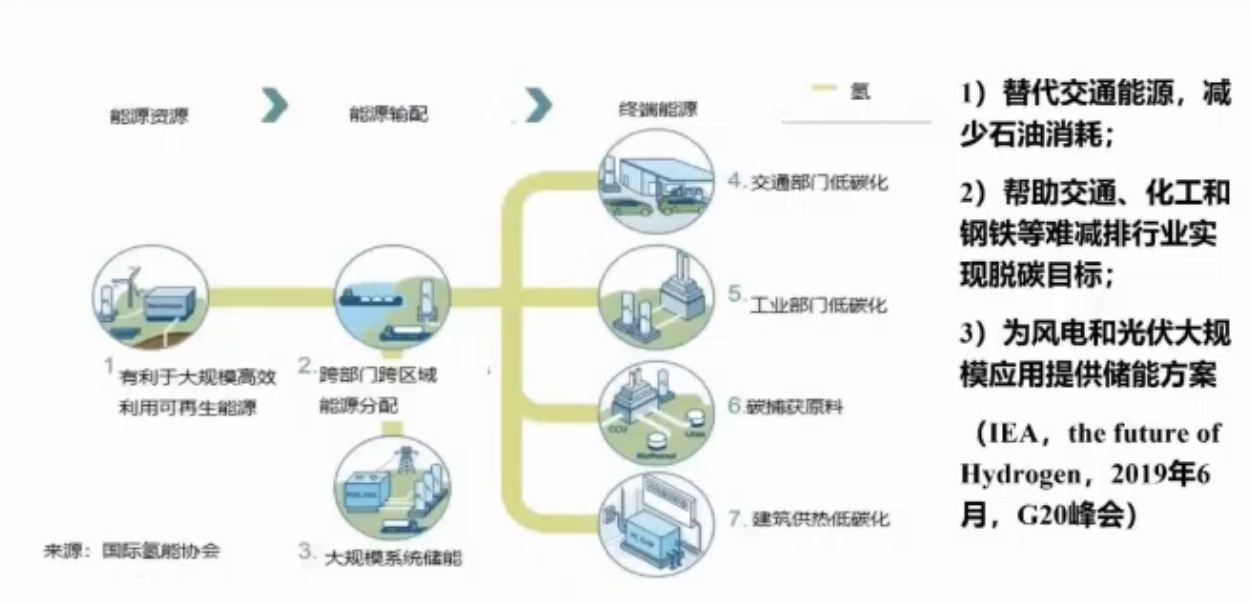 能源资源
能源输配
终端能源
氢
1. 有利于大规模高效
利用可再生能源
2. 跨部门跨区域
能源分配
3. 大规模系统储能
4. 交通部门低碳化
5. 工业部门低碳化
6. 碳捕获原料
CCU
Methanol
7. 建筑供热低碳化
来源：国际氢能协会
1）替代交通能源，减
少石油消耗；
2）帮助交通、化工和
钢铁等难减排行业实
现脱碳目标；
3）为风电和光伏大规
模应用提供储能方案
（IEA，the future of
Hydrogen，2019年6
月，G20峰会）